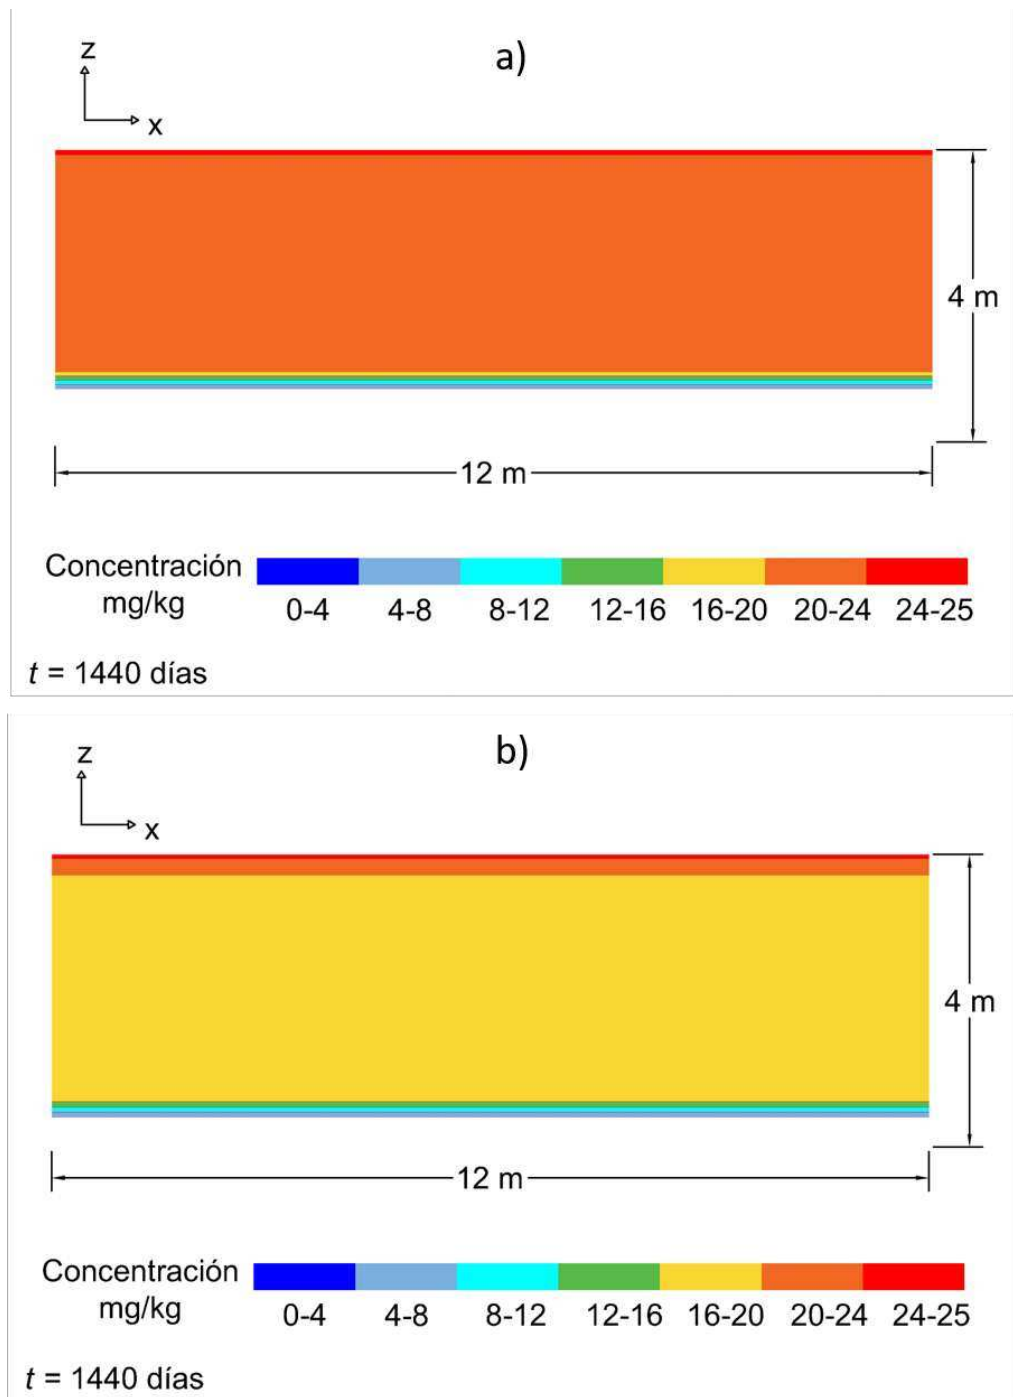 a)
z
x
4 m
12 m
Concentración
mg/kg
0-4 4-8 8-12 12-16 16-20 20-24 24-25
t = 1440 días
b)
z
x
4 m
12 m
Concentración
mg/kg
0-4 4-8 8-12 12-16 16-20 20-24 24-25
t = 1440 días